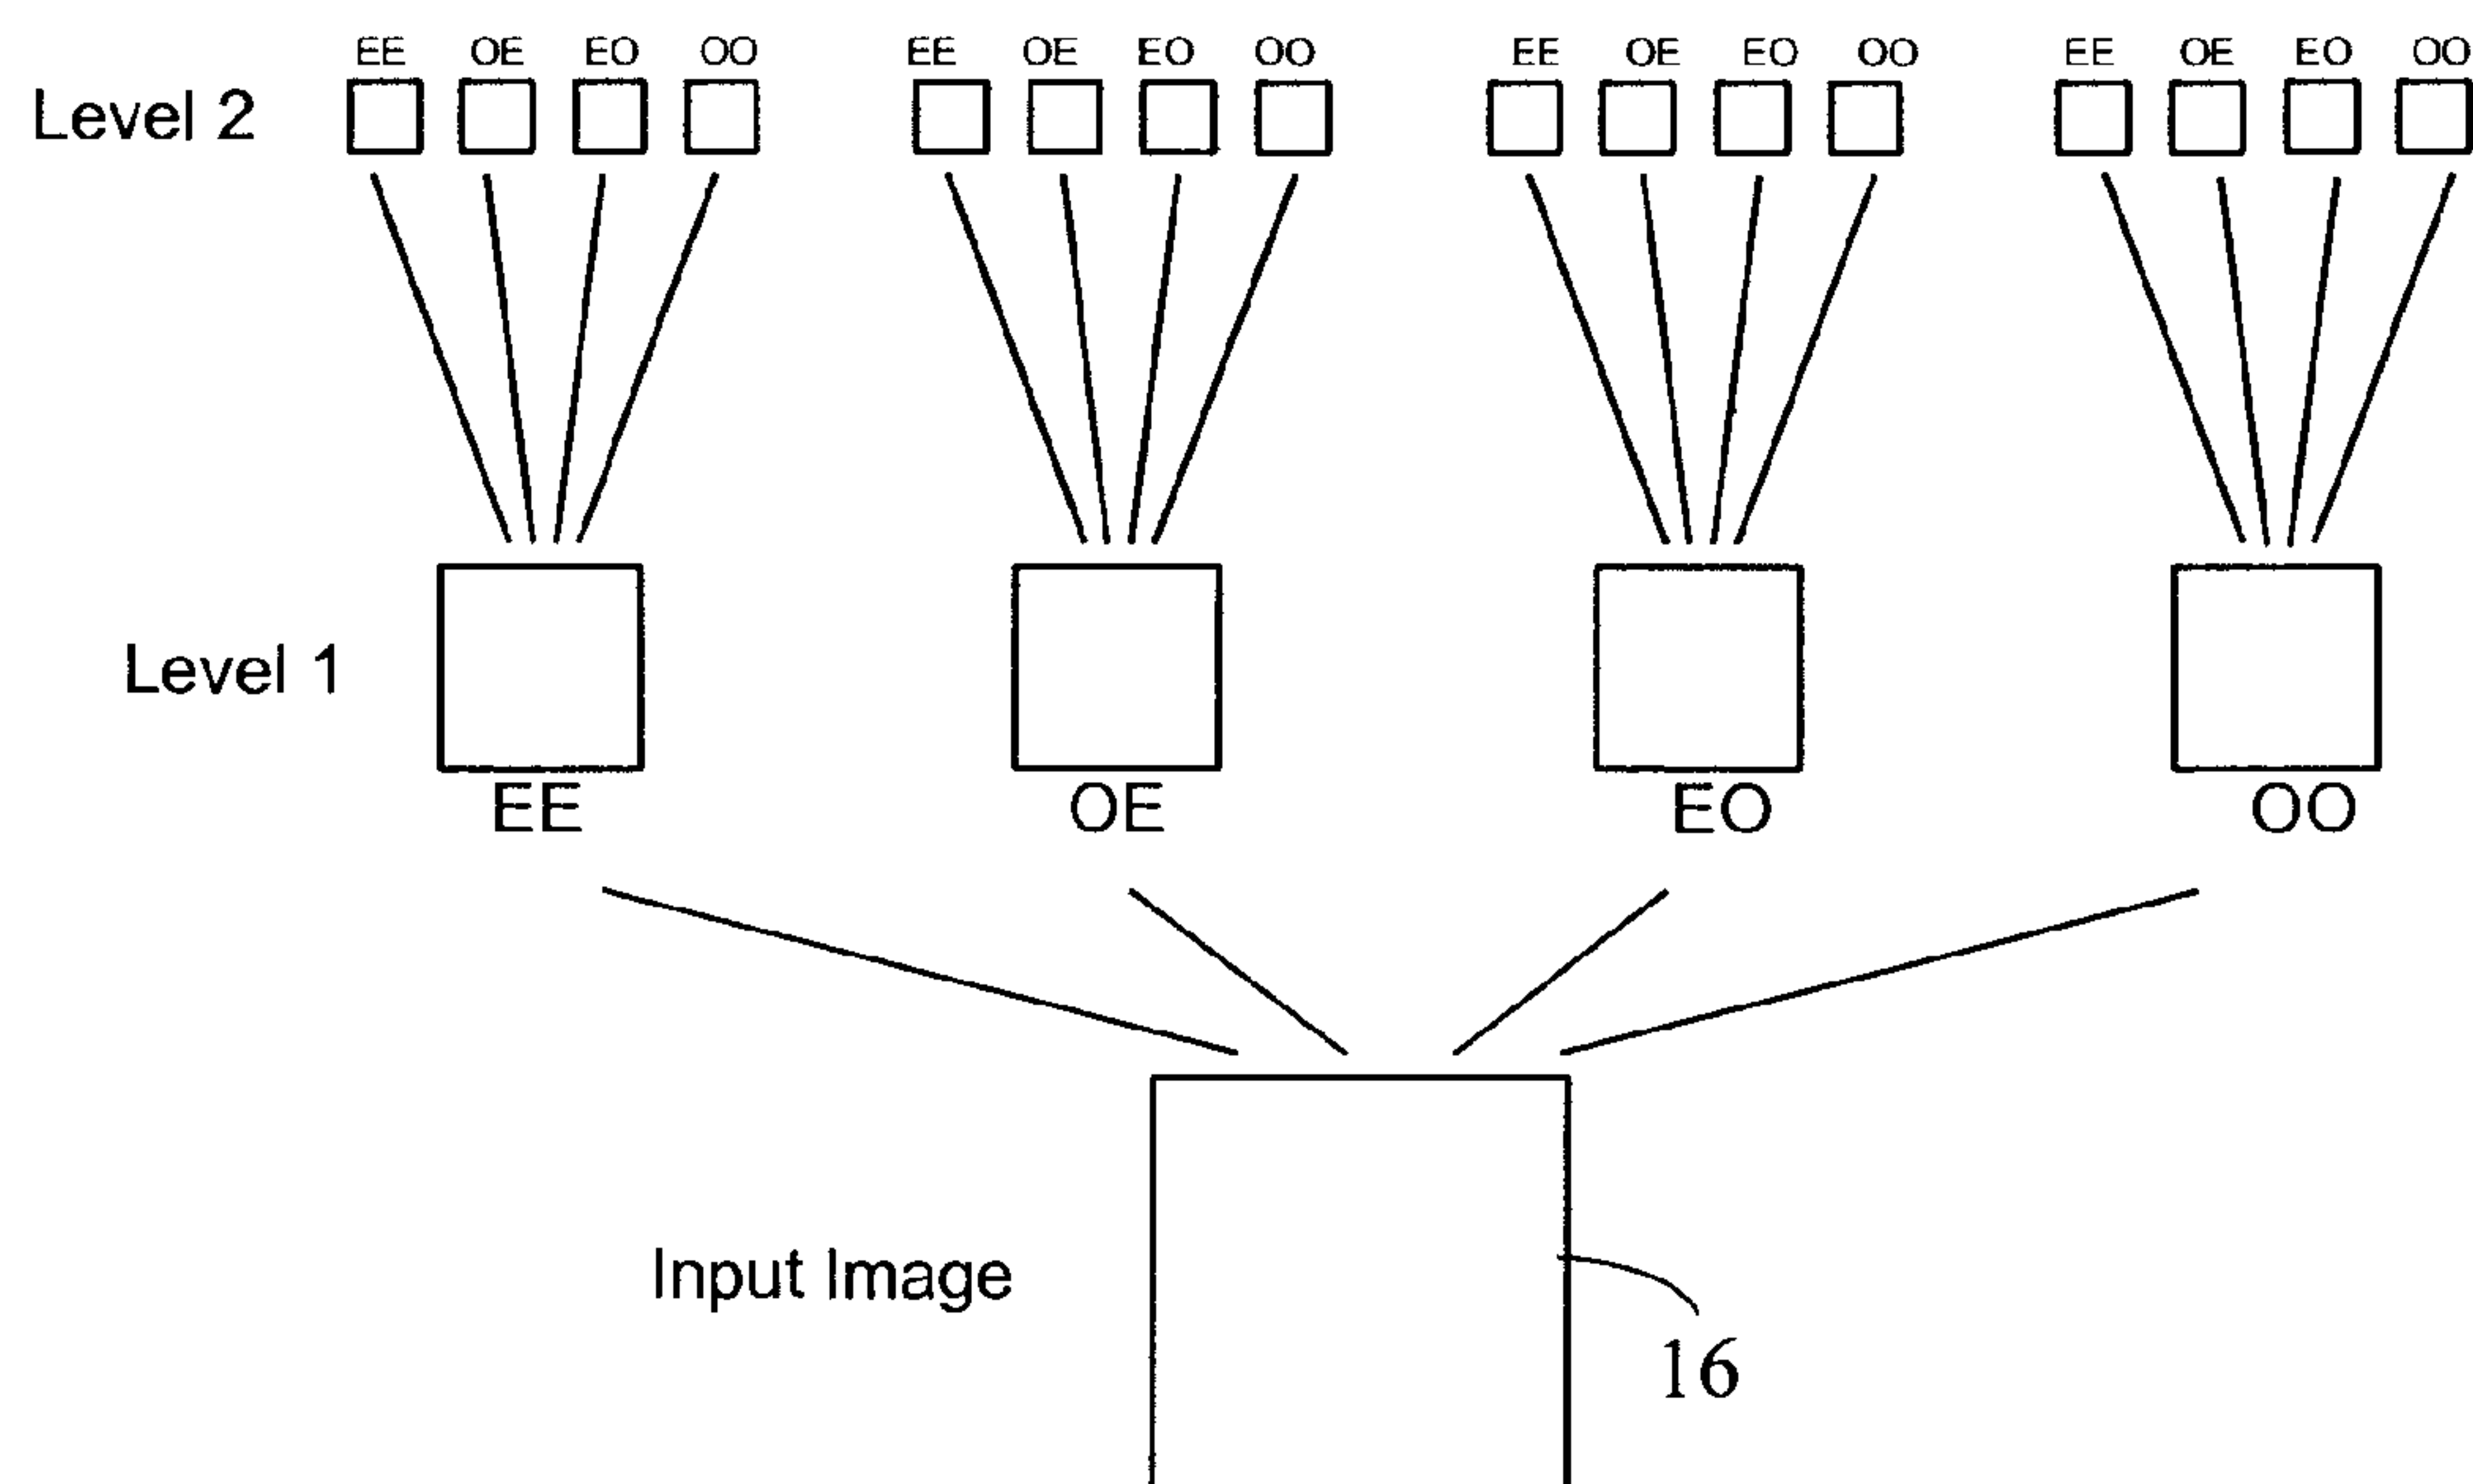 EE OE EO OO EE OE EO OO EE OE EO OO EE OE EO OO
Level 2
Level 1
EE OE EO OO
Input Image
16